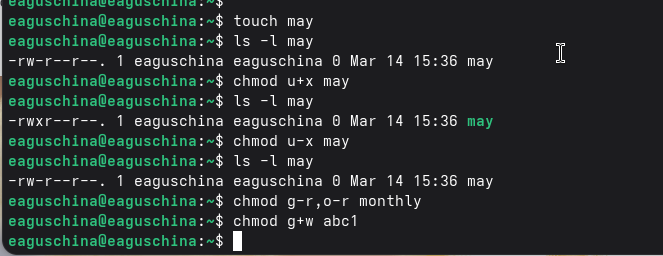 eaguschina@eaguschina:~$
eaguschina@eaguschina:~$ touch may
eaguschina@eaguschina:~$ ls -l may
-rw-r--r--. 1 eaguschina eaguschina 0 Mar 14 15:36 may
eaguschina@eaguschina:~$ chmod u+x may
eaguschina@eaguschina:~$ ls -l may
-rwxr--r--. 1 eaguschina eaguschina 0 Mar 14 15:36 may
eaguschina@eaguschina:~$ chmod u-x may
eaguschina@eaguschina:~$ ls -l may
-rw-r--r--. 1 eaguschina eaguschina 0 Mar 14 15:36 may
eaguschina@eaguschina:~$ chmod g-r,o-r monthly
eaguschina@eaguschina:~$ chmod g+w abc1
eaguschina@eaguschina:~$